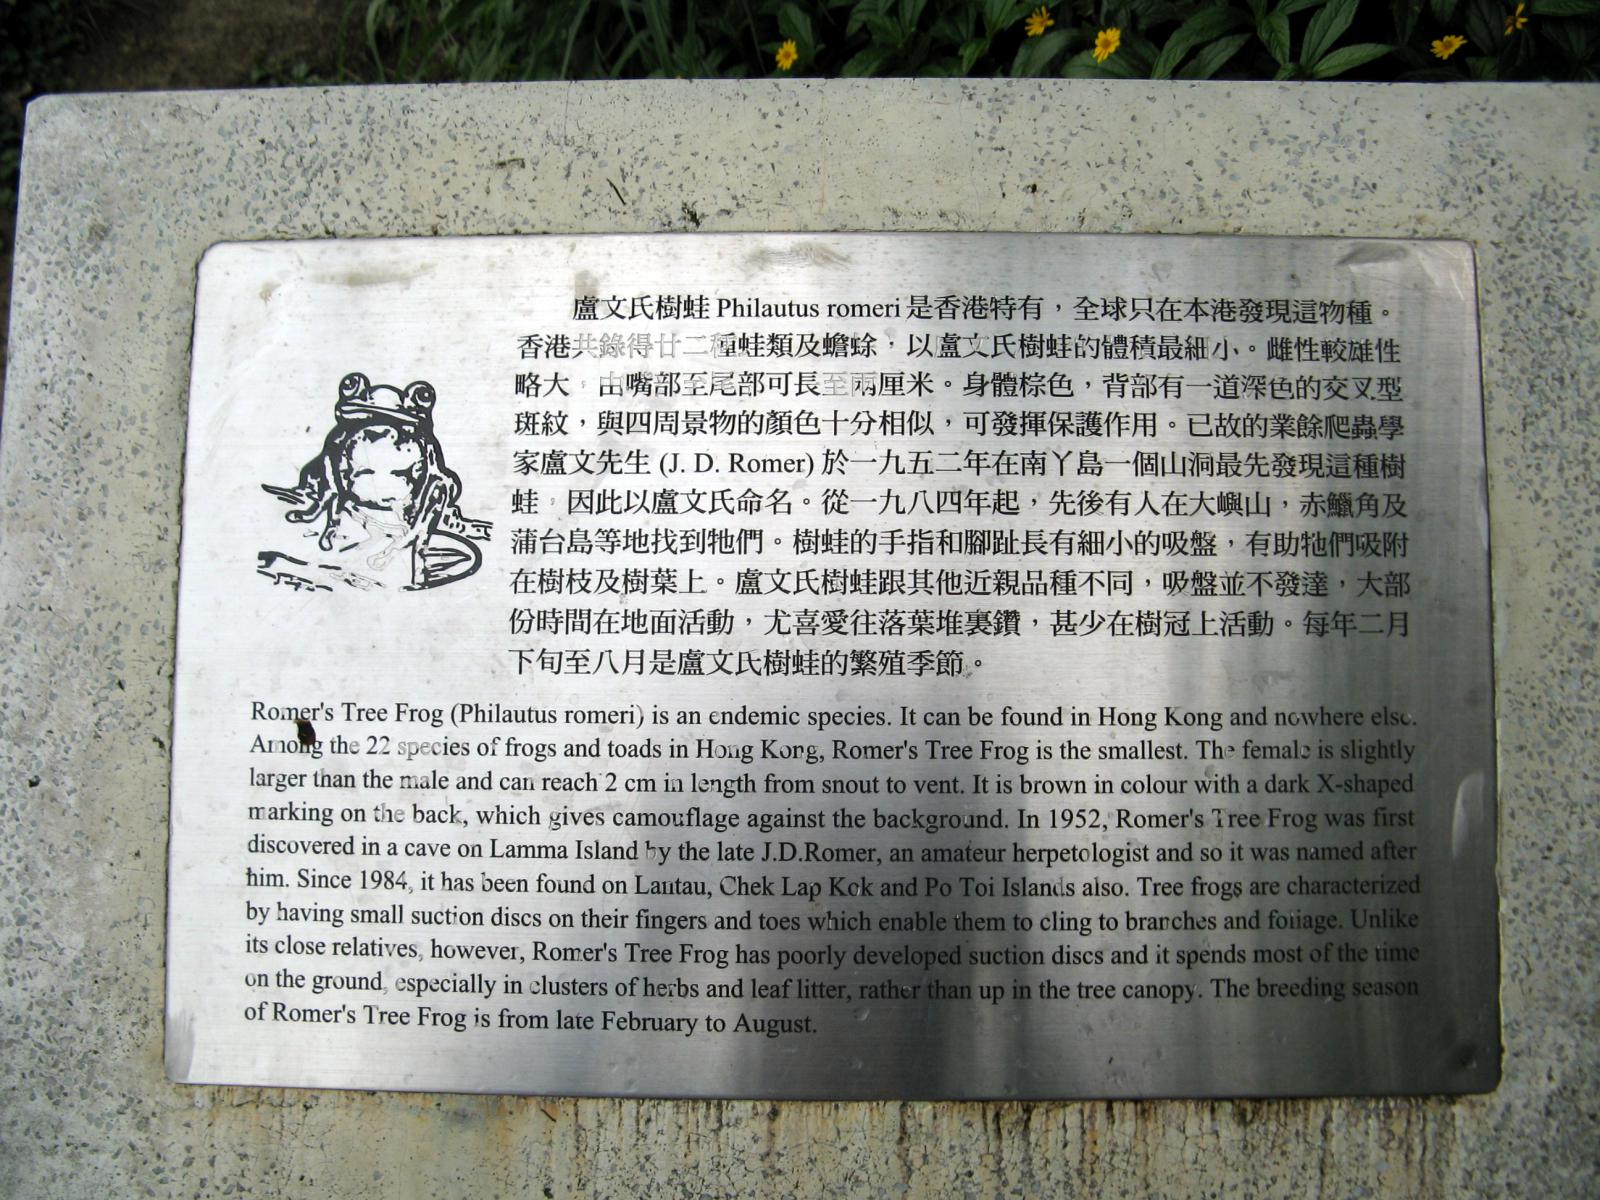 盧文氏樹蛙 Philautus romeri 是香港特有，全球只在本港發現這物種。
香港共錄得廿二種蛙類及蟾蜍，以盧文氏樹蛙的體積最細小。雌性較雄性
略大，由嘴部至尾部可長至兩厘米。身體棕色，背部有一道深色的交叉型
斑紋，與四周景物的顏色十分相似，可發揮保護作用。已故的業餘爬蟲學
家盧文先生 (J. D. Romer) 於一九五二年在南丫島一個山洞最先發現這種樹
蛙，因此以盧文氏命名。從一九八四年起，先後有人在大嶼山，赤鱲角及
蒲台島等地找到牠們。樹蛙的手指和腳趾長有細小的吸盤，有助牠們吸附
在樹枝及樹葉上。盧文氏樹蛙跟其他近親品種不同，吸盤並不發達，大部
份時間在地面活動，尤喜愛往落葉堆裏鑽，甚少在樹冠上活動。每年二月
下旬至八月是盧文氏樹蛙的繁殖季節。
Romer's Tree Frog (Philautus romeri) is an endemic species. It can be found in Hong Kong and nowhere else.
Among the 22 species of frogs and toads in Hong Kong, Romer's Tree Frog is the smallest. The female is slightly
larger than the male and can reach 2 cm in length from snout to vent. It is brown in colour with a dark X-shaped
marking on the back, which gives camouflage against the background. In 1952, Romer's Tree Frog was first
discovered in a cave on Lamma Island by the late J.D.Romer, an amateur herpetologist and so it was named after
him. Since 1984, it has been found on Lantau, Chek Lap Kok and Po Toi Islands also. Tree frogs are characterized
by having small suction discs on their fingers and toes which enable them to cling to branches and foliage. Unlike
its close relatives, however, Romer's Tree Frog has poorly developed suction discs and it spends most of the time
on the ground, especially in clusters of herbs and leaf litter, rather than up in the tree canopy. The breeding season
of Romer's Tree Frog is from late February to August.